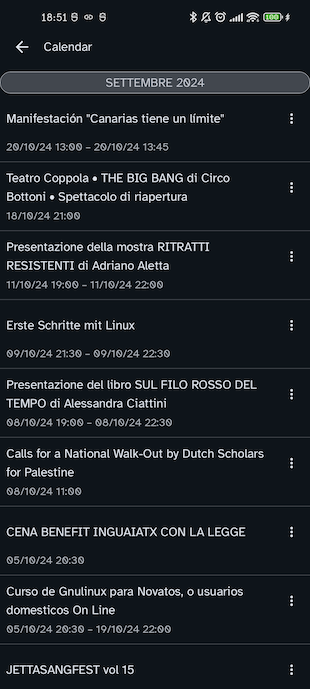 18:51
100
Calendar
SETTEMBRE 2024
Manifestación "Canarias tiene un límite"
20/10/24 13:00 – 20/10/24 13:45
Teatro Coppola • THE BIG BANG di Circo
Bottoni • Spettacolo di riapertura
18/10/24 21:00
Presentazione della mostra RITRATTI
RESISTENTI di Adriano Aletta
11/10/24 19:00 – 11/10/24 22:00
Erste Schritte mit Linux
09/10/24 21:30 – 09/10/24 22:30
Presentazione del libro SUL FILO ROSSO DEL
TEMPO di Alessandra Ciattini
08/10/24 19:00 – 08/10/24 22:30
Calls for a National Walk-Out by Dutch Scholars
for Palestine
08/10/24 11:00
CENA BENEFIT INGUAIATX CON LA LEGGE
05/10/24 20:30
Curso de Gnulinux para Novatos, o usuarios
domesticos On Line
05/10/24 20:30 – 19/10/24 22:00
JETTASANGFEST vol 15